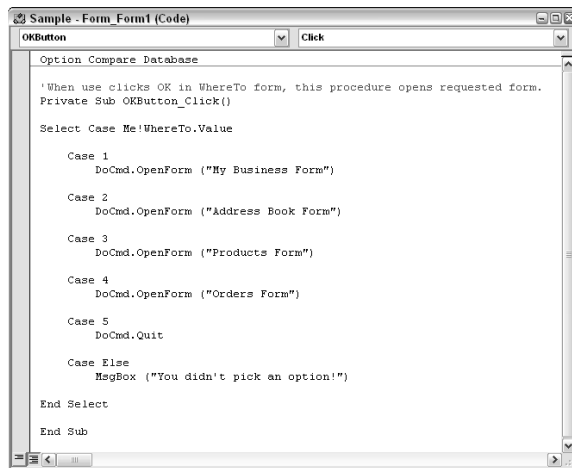 Sample - Form_Form1 (Code)
OKButton Click
Option Compare Database
'When use clicks OK in WhereTo form, this procedure opens requested form.
Private Sub OKButton_Click()
Select Case Me!WhereTo.Value
Case 1
DoCmd.OpenForm ("My Business Form")
Case 2
DoCmd.OpenForm ("Address Book Form")
Case 3
DoCmd.OpenForm ("Products Form")
Case 4
DoCmd.OpenForm ("Orders Form")
Case 5
DoCmd.Quit
Case Else
MsgBox ("You didn't pick an option!")
End Select
End Sub